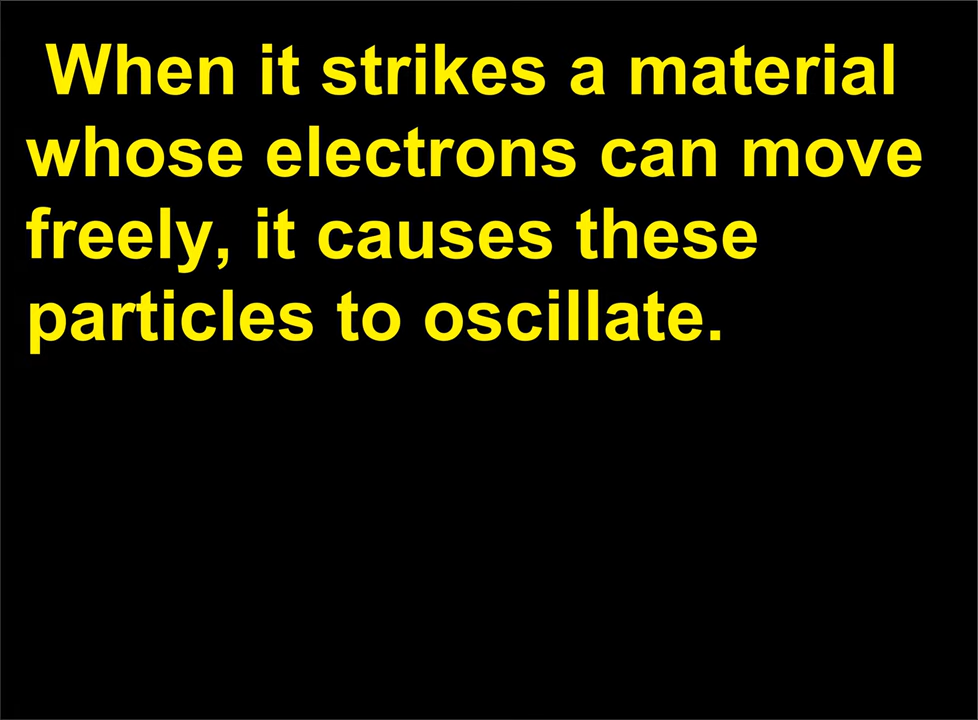 When it strikes a material
whose electrons can move
freely, it causes these
particles to oscillate.